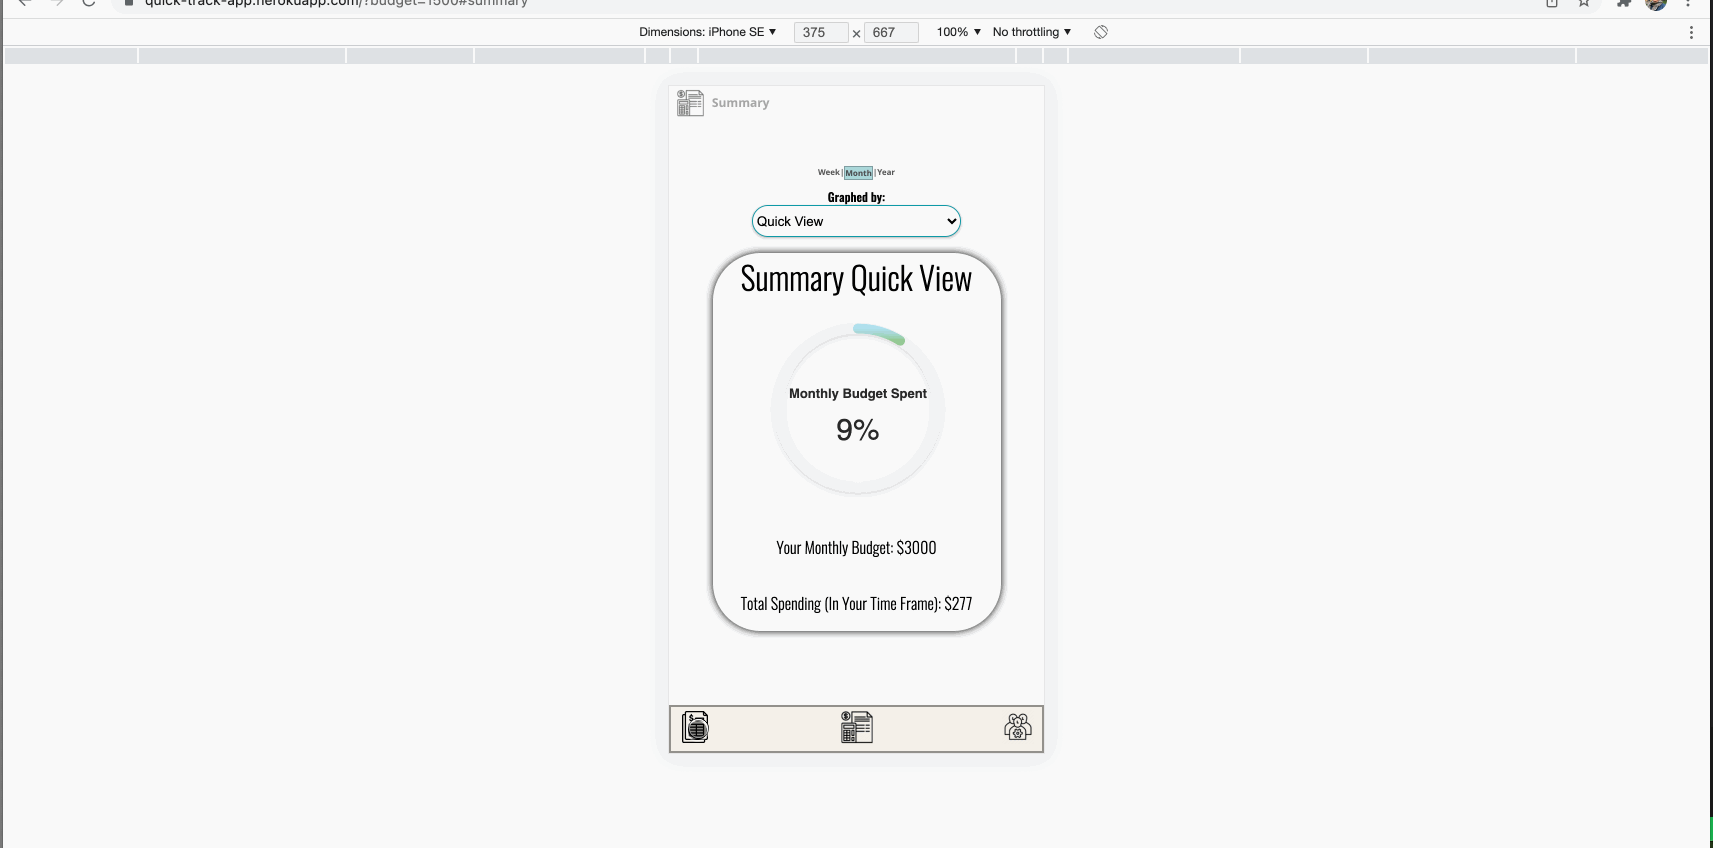 quick-track-app.herokuapp.com/?budget=1500#summary
Dimensions: iPhone SE ▼ 375 × 667 100% ▼ No throttling ▼
Summary
Week|Month|Year
Graphed by:
Quick View
Summary Quick View
Monthly Budget Spent
9%
Your Monthly Budget: $3000
Total Spending (In Your Time Frame): $277